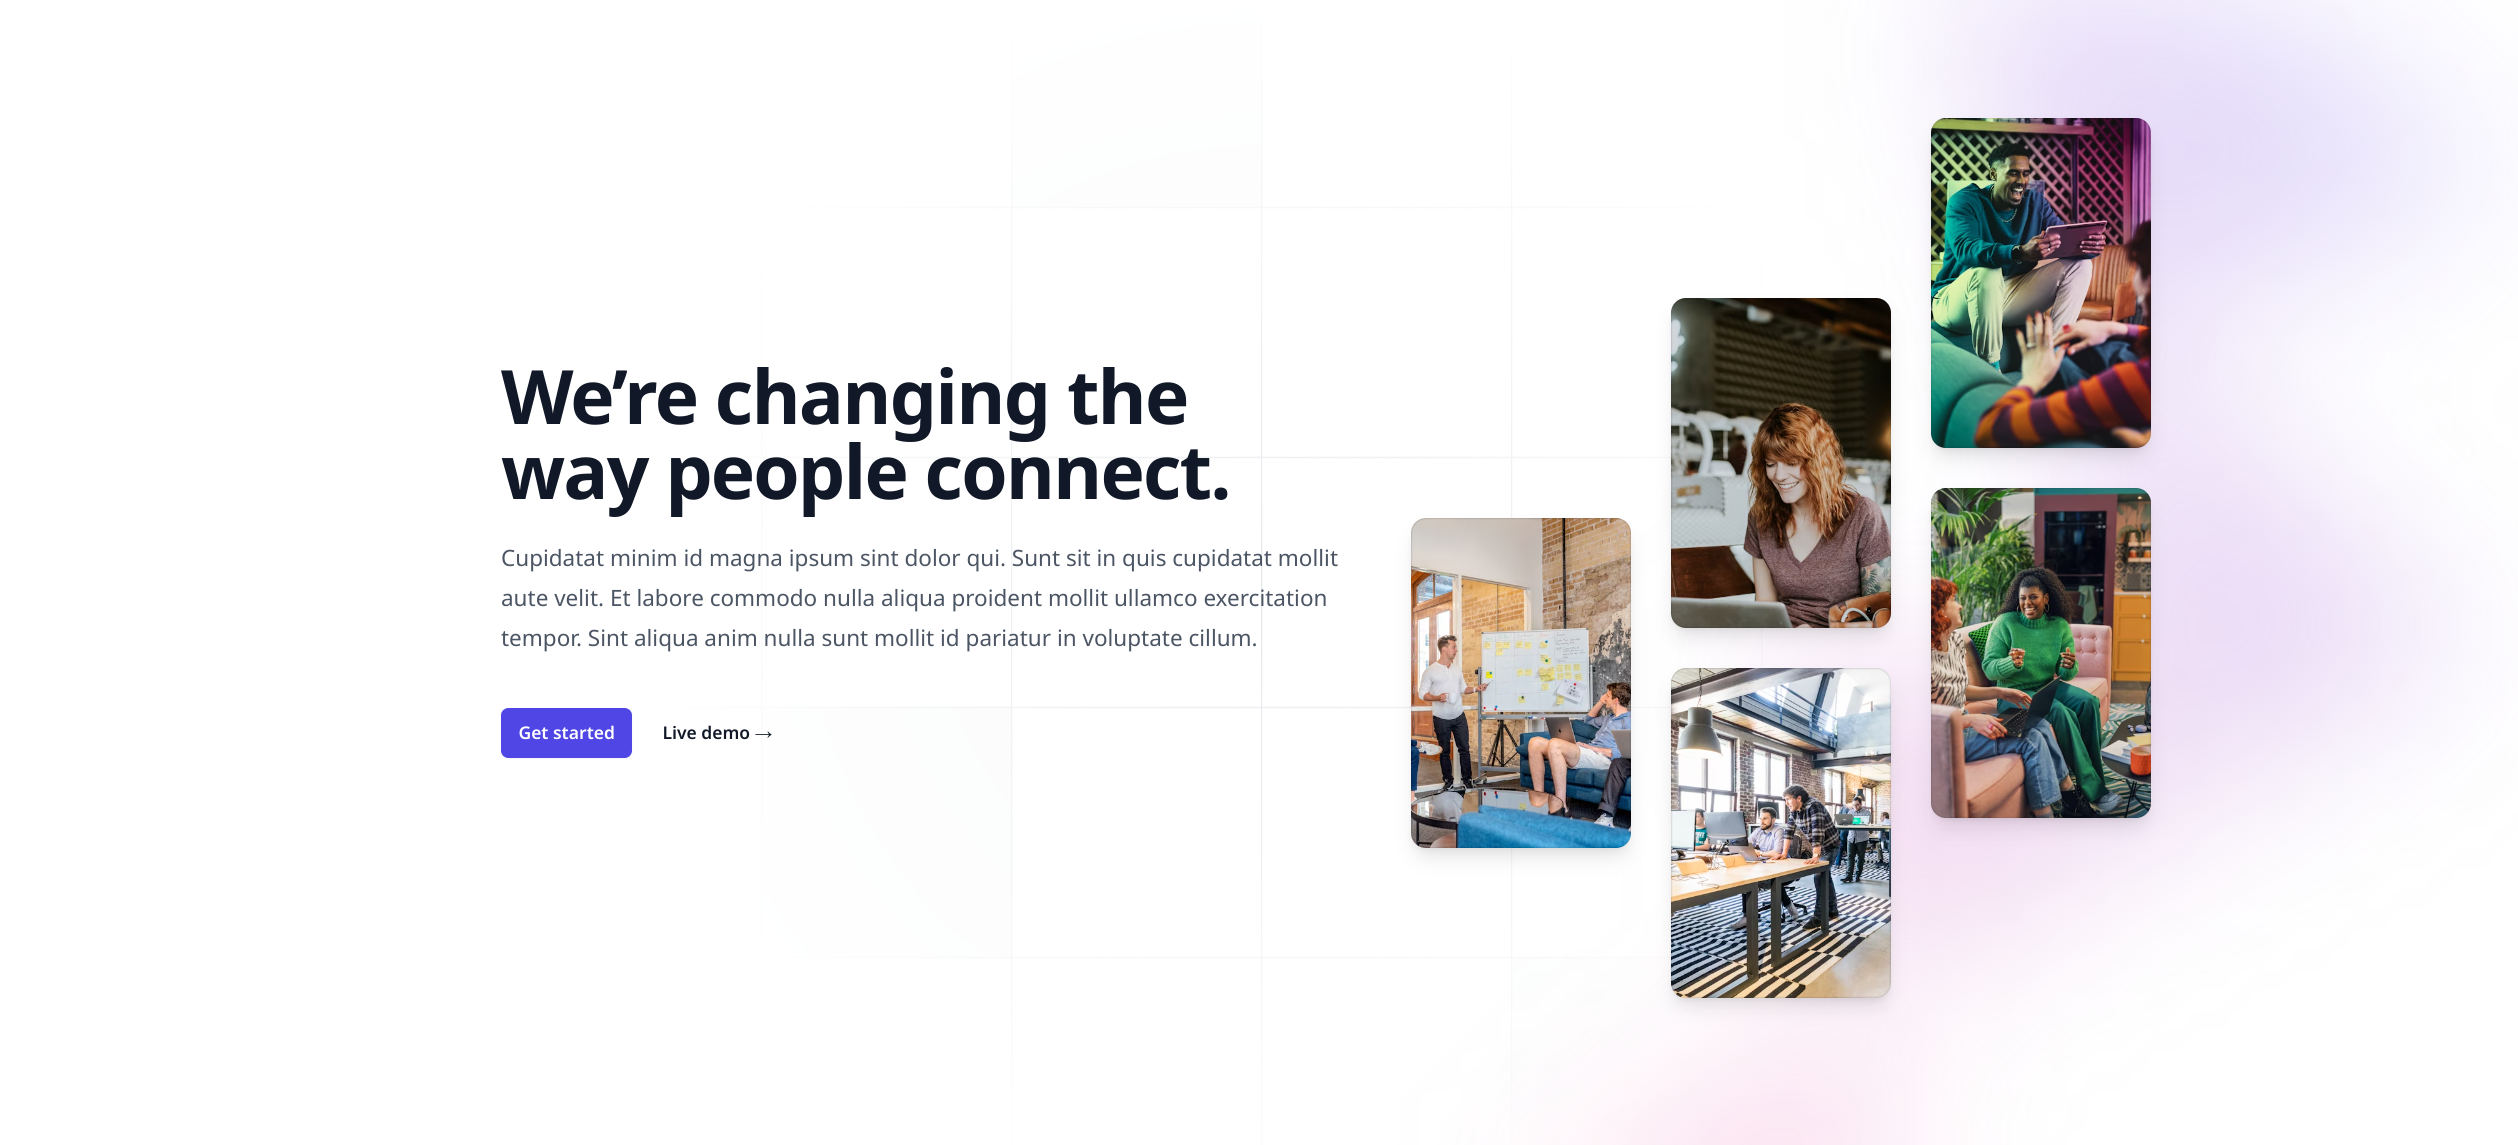 We’re changing the
way people connect.
Cupidatat minim id magna ipsum sint dolor qui. Sunt sit in quis cupidatat mollit
aute velit. Et labore commodo nulla aliqua proident mollit ullamco exercitation
tempor. Sint aliqua anim nulla sunt mollit id pariatur in voluptate cillum.
Get started
Live demo →